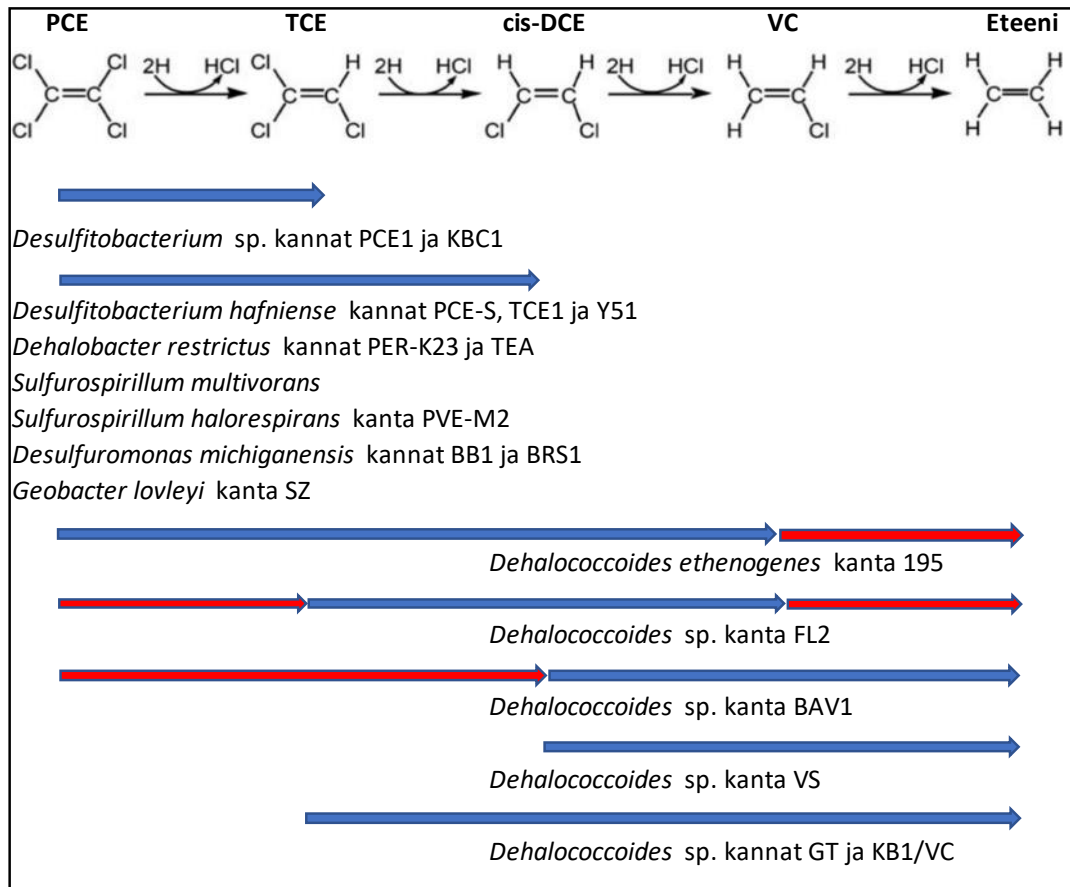 PCE TCE cis-DCE VC Eteeni
Cl Cl 2H HCl Cl H 2H HCl H H 2H HCl H H 2H HCl H H
C=C C=C C=C C=C C=C
Cl Cl Cl Cl Cl Cl H Cl H H
Desulfitobacterium sp. kannat PCE1 ja KBC1
Desulfitobacterium hafniense kannat PCE-S, TCE1 ja Y51
Dehalobacter restrictus kannat PER-K23 ja TEA
Sulfurospirillum multivorans
Sulfurospirillum halorespirans kanta PVE-M2
Desulfuromonas michiganensis kannat BB1 ja BRS1
Geobacter lovleyi kanta SZ
Dehalococcoides ethenogenes kanta 195
Dehalococcoides sp. kanta FL2
Dehalococcoides sp. kanta BAV1
Dehalococcoides sp. kanta VS
Dehalococcoides sp. kannat GT ja KB1/VC